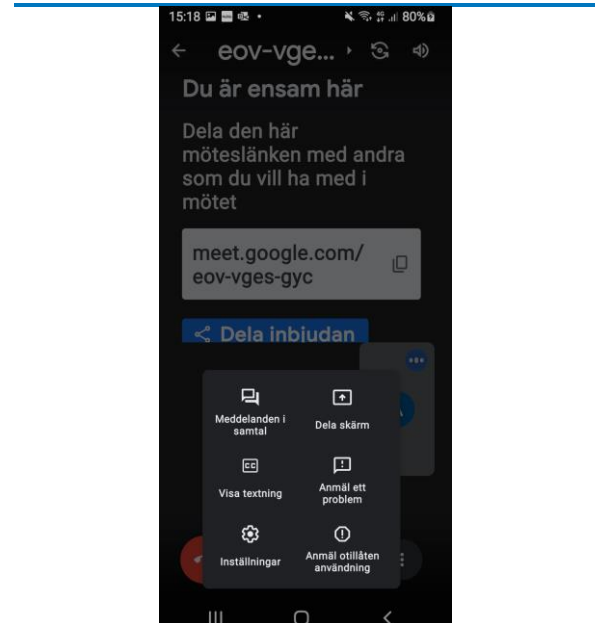 15:18 80%
eov-vge...
Du är ensam här
Dela den här
möteslänken med andra
som du vill ha med i
mötet
meet.google.com/
eov-vges-gyc
Dela inbjudan
Meddelanden i
samtal
Dela skärm
Visa textning
Anmäl ett
problem
Inställningar
Anmäl otillåten
användning